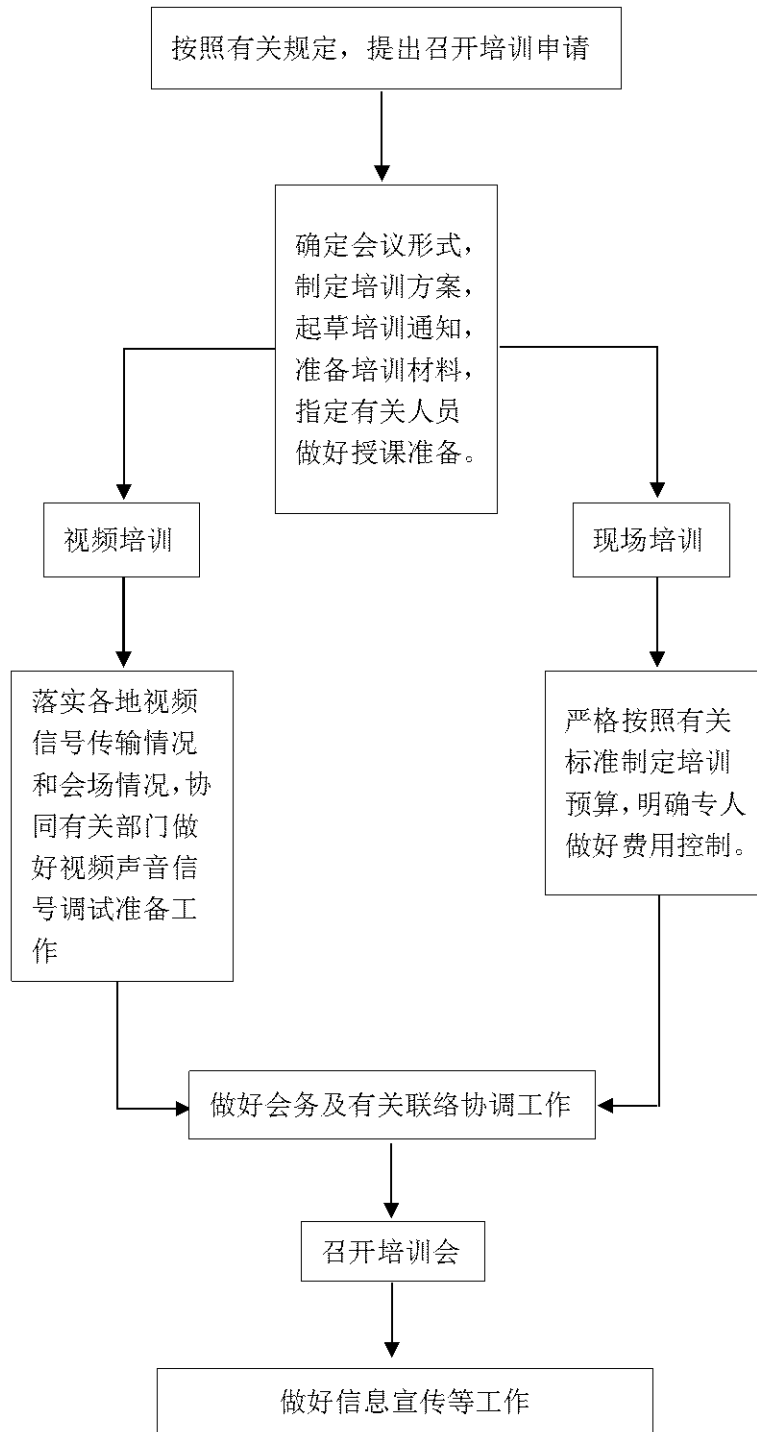 按照有关规定，提出召开培训申请
确定会议形式，
制定培训方案，
起草培训通知，
准备培训材料，
指定有关人员
做好授课准备。
视频培训
现场培训
落实各地视频
信号传输情况
和会场情况，协
同有关部门做
好视频声音信
号调试准备工
作
严格按照有关
标准制定培训
预算，明确专人
做好费用控制。
做好会务及有关联络协调工作
召开培训会
做好信息宣传等工作